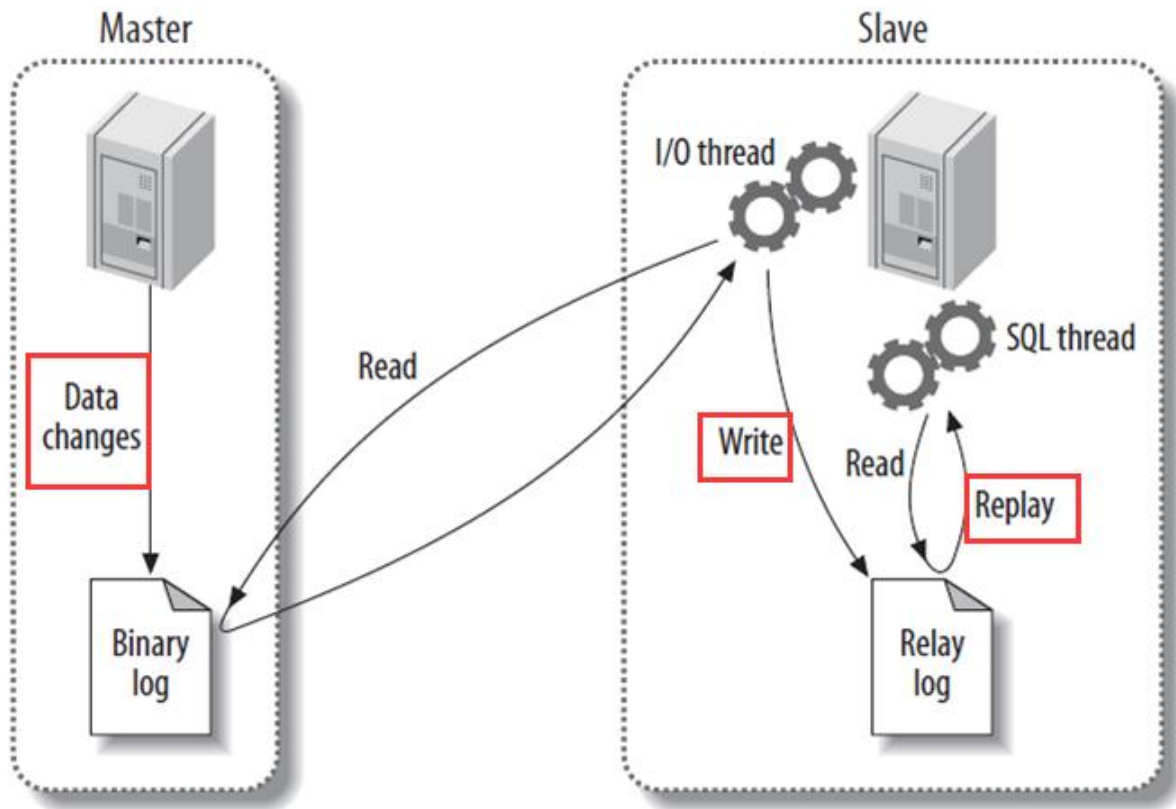 Master
Slave
I/O thread
SQL thread
Data
changes
Read
Write
Read
Replay
Binary
log
Relay
log